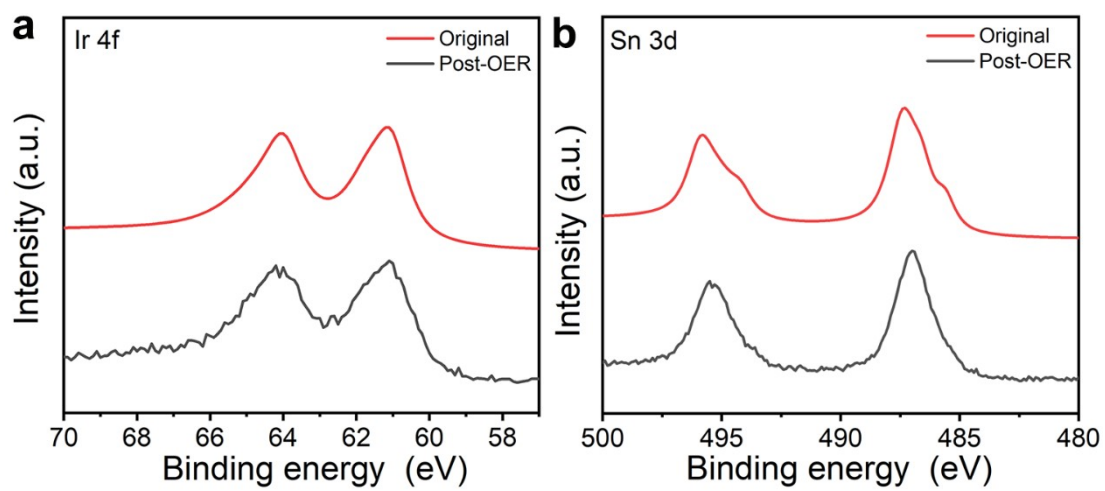 a
Ir 4f
Original
Post-OER
Intensity (a.u.)
70 68 66 64 62 60 58
Binding energy (eV)
b
Sn 3d
Original
Post-OER
Intensity (a.u.)
500 495 490 485 480
Binding energy (eV)